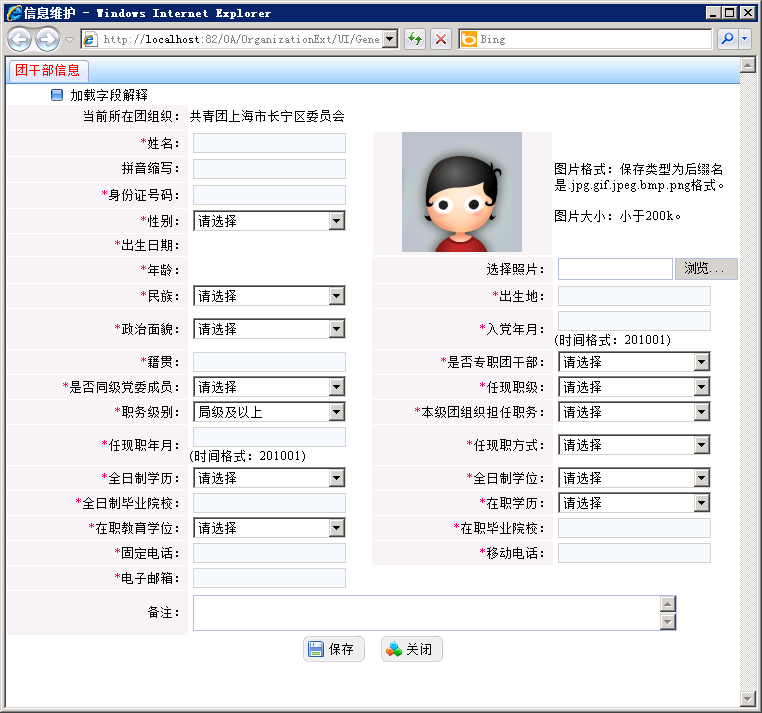 信息维护 - Windows Internet Explorer
http://localhost:82/OA/OrganizationExt/UI/Gene
Bing
团干部信息
加载字段解释
当前所在团组织: 共青团上海市长宁区委员会
*姓名:
拼音缩写:
图片格式: 保存类型为后缀名
是.jpg.gif.jpeg.bmp.png格式。
*身份证号码:
图片大小: 小于200k。
*性别: 请选择
*出生日期:
*年龄: 选择照片: 浏览...
*民族: 请选择 *出生地:
*政治面貌: 请选择 *入党年月:
(时间格式: 201001)
*籍贯: *是否专职团干部: 请选择
*是否同级党委成员: 请选择 *任现职级: 请选择
*职务级别: 局级及以上 *本级团组织担任职务: 请选择
*任现职年月: *任现职方式: 请选择
(时间格式: 201001)
*全日制学历: 请选择 *全日制学位: 请选择
*全日制毕业院校: *在职学历: 请选择
*在职教育学位: 请选择 *在职毕业院校:
*固定电话: *移动电话:
*电子邮箱:
备注:
保存 关闭